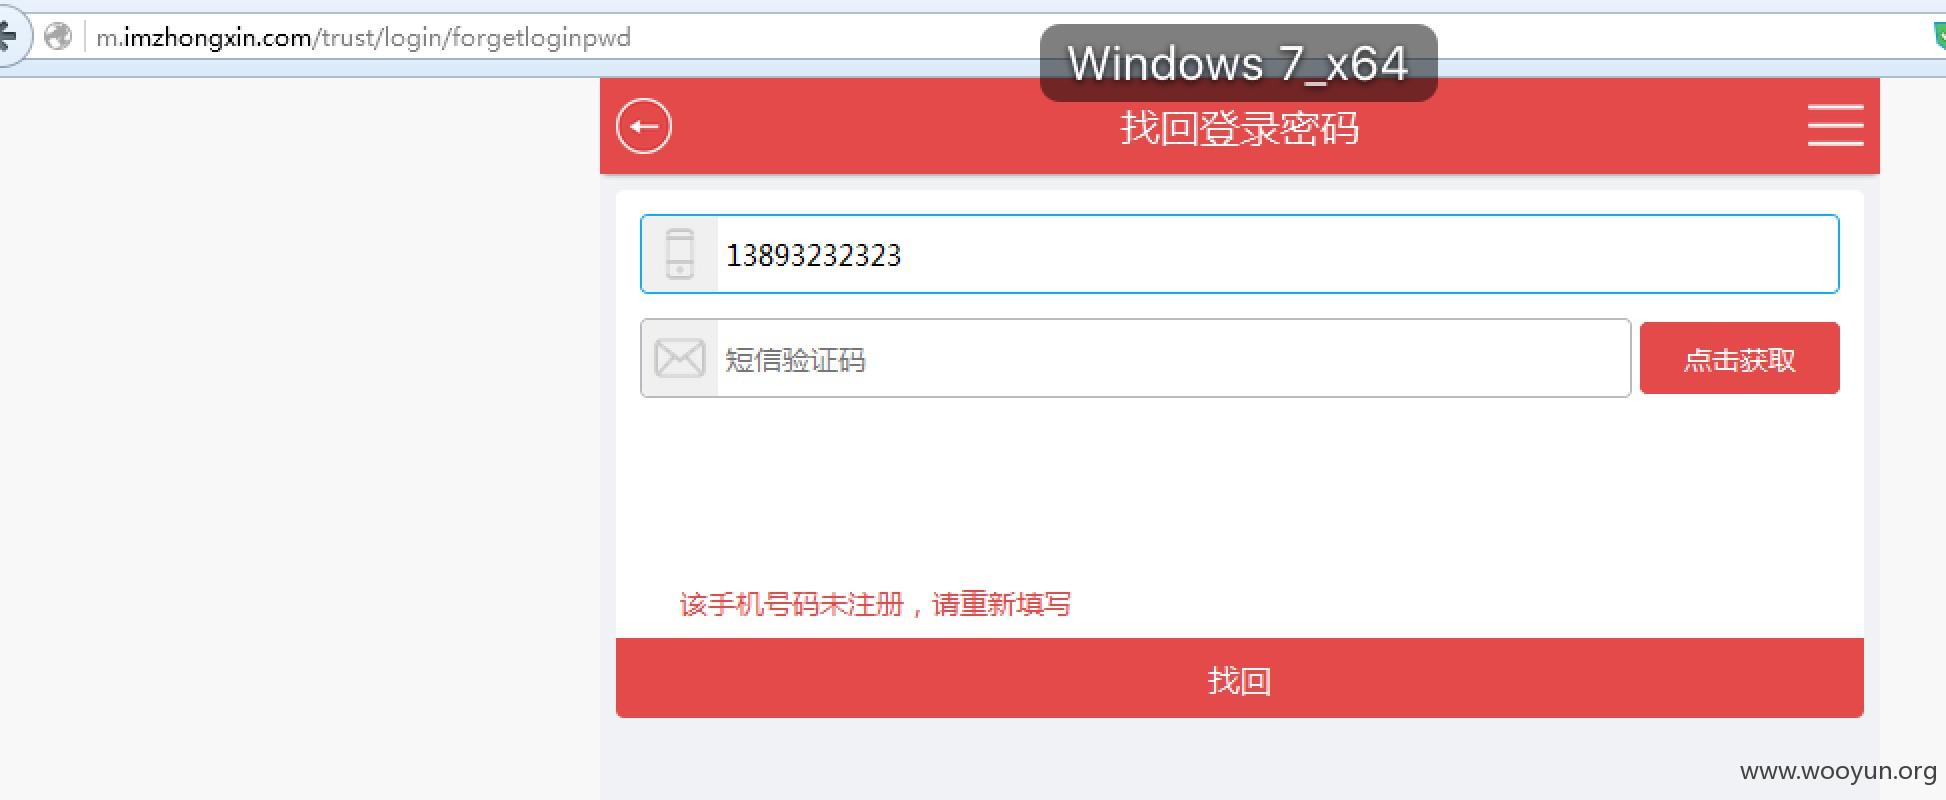 m.imzhongxin.com/trust/login/forgetloginpwd
Windows 7_x64
找回登录密码
13893232323
短信验证码
点击获取
该手机号码未注册，请重新填写
找回
www.wooyun.org